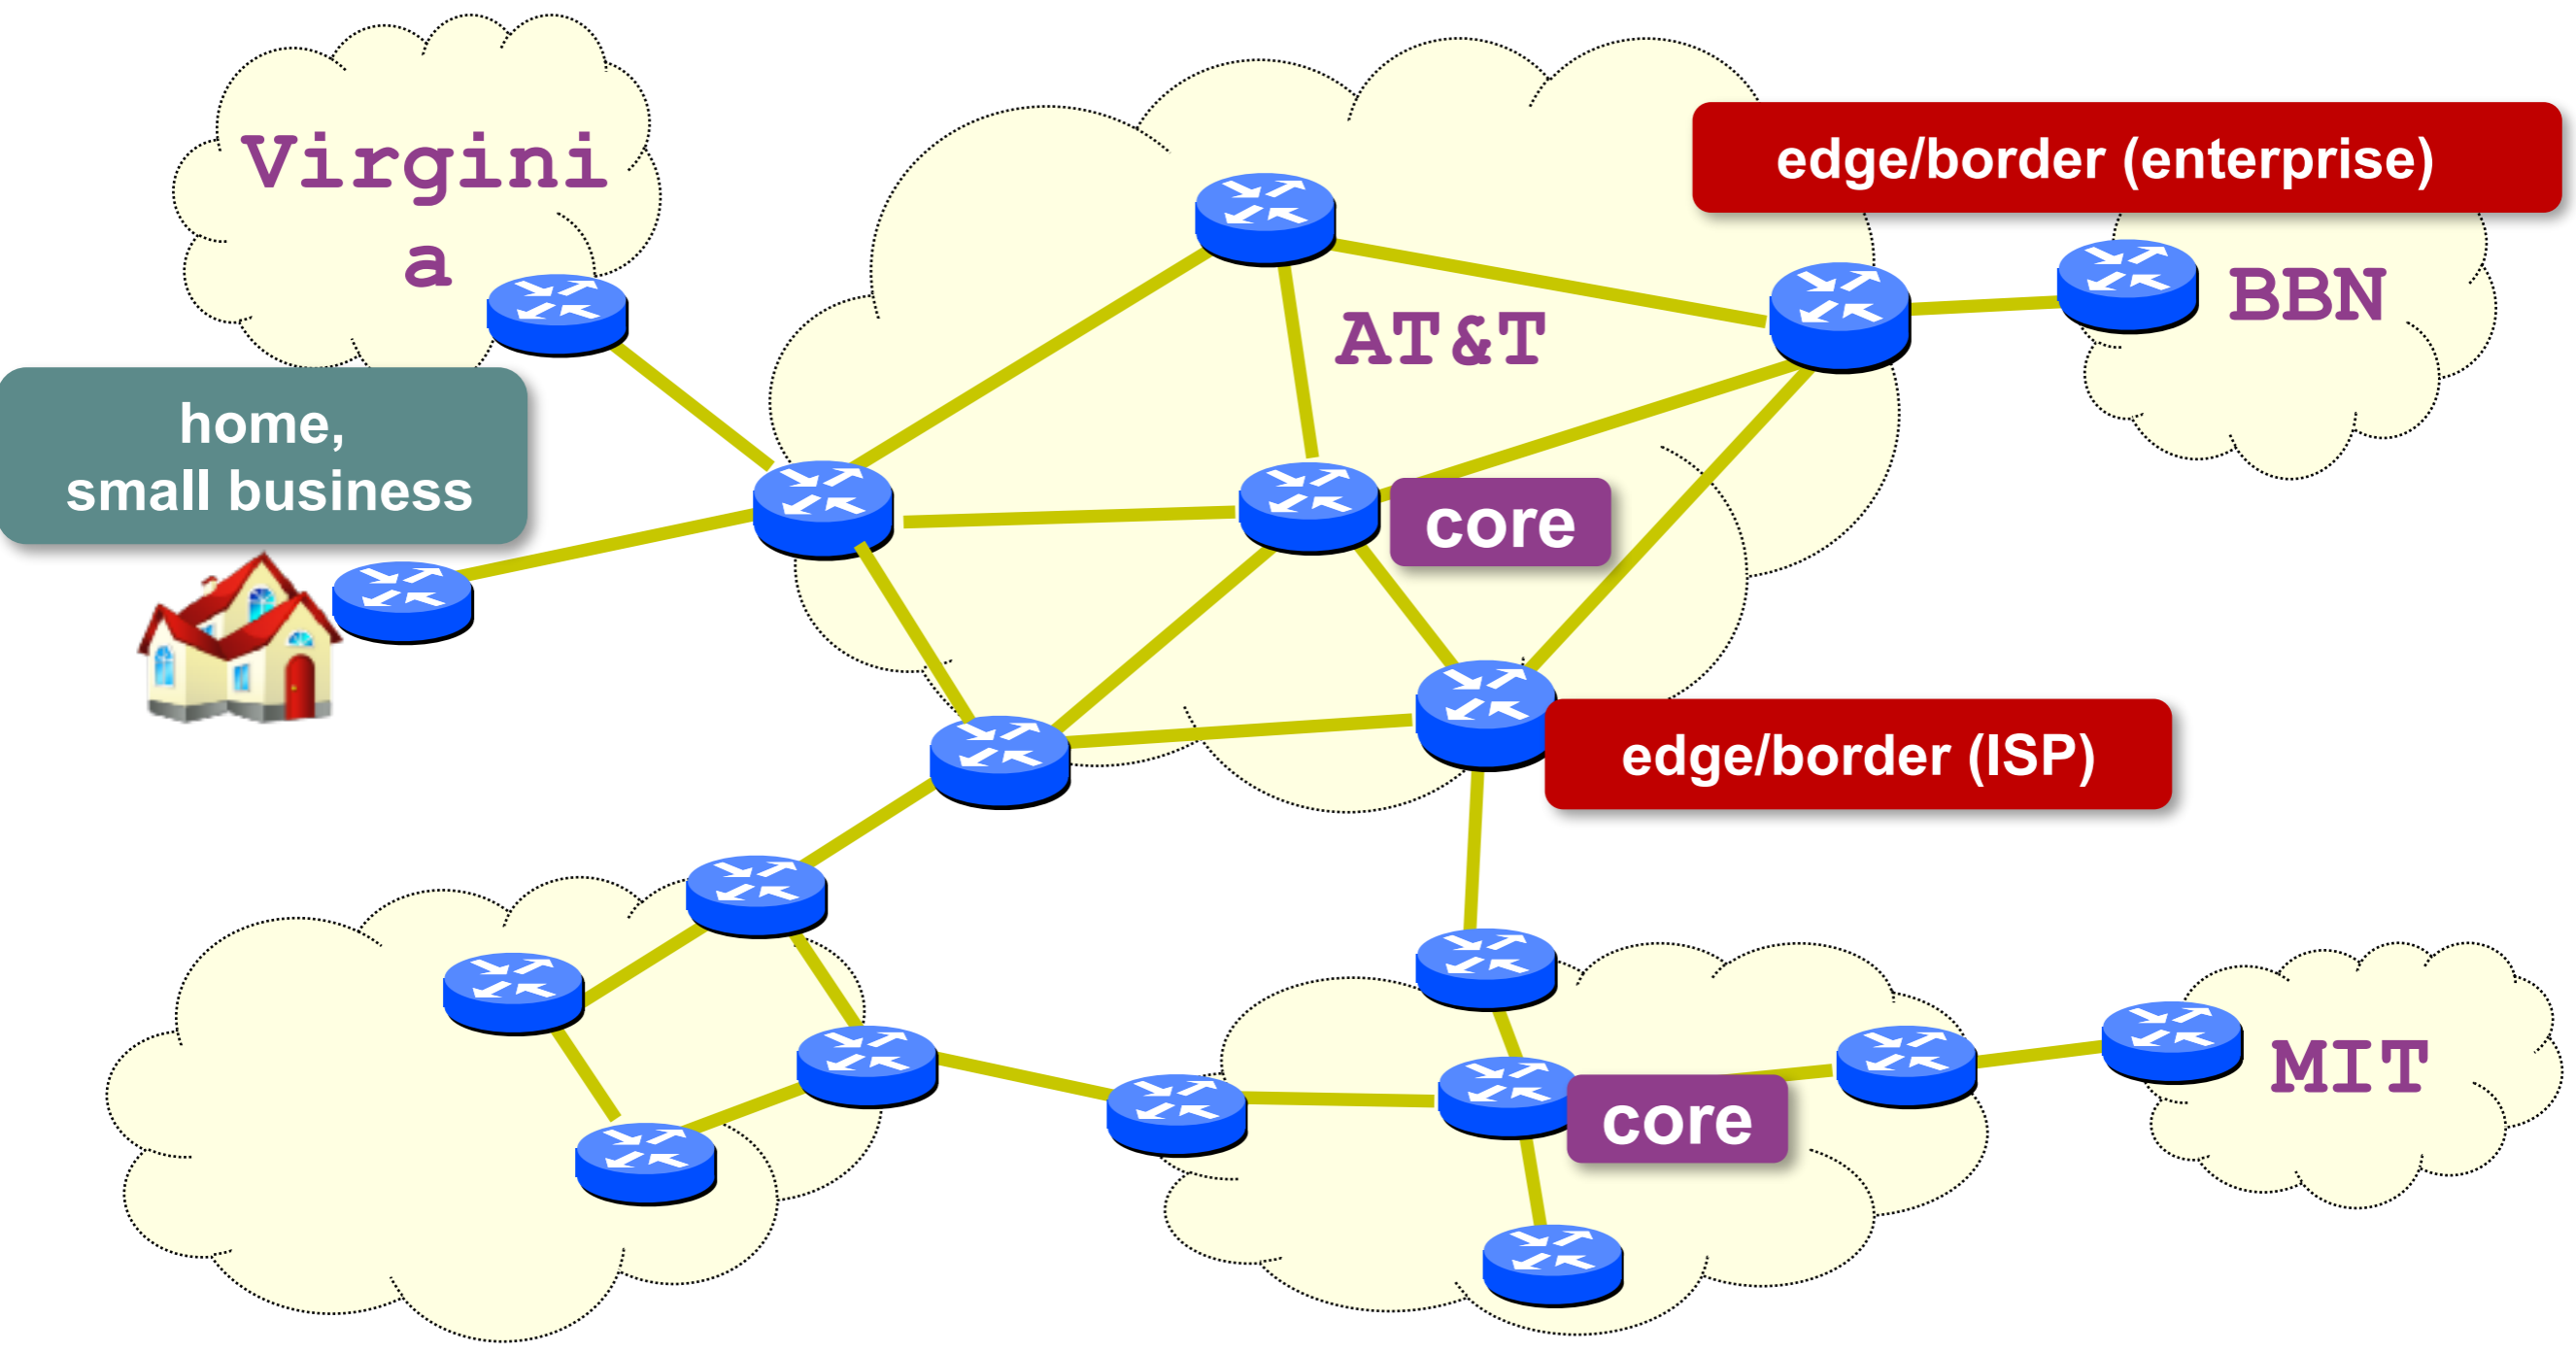 Virgini
a
edge/border (enterprise)
BBN
AT&T
home,
small business
core
edge/border (ISP)
MIT
core